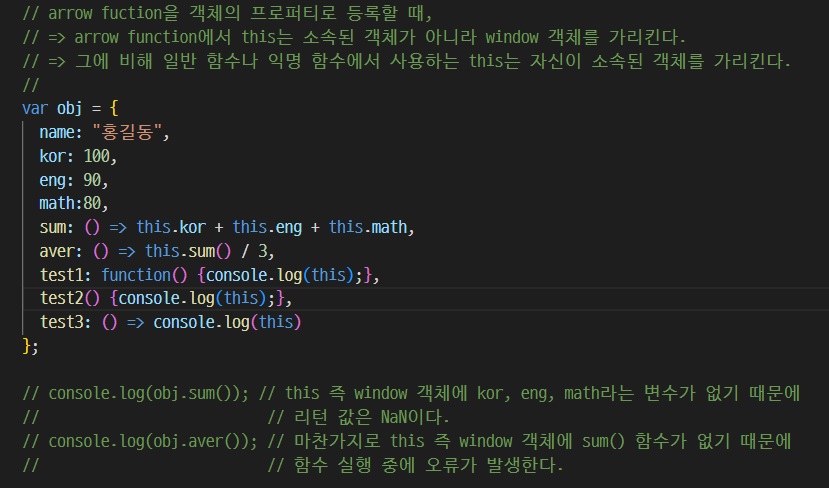 // arrow fuction을 객체의 프로퍼티로 등록할 때,
// => arrow function에서 this는 소속된 객체가 아니라 window 객체를 가리킨다.
// => 그에 비해 일반 함수나 익명 함수에서 사용하는 this는 자신이 소속된 객체를 가리킨다.
//
var obj = {
name: "홍길동",
kor: 100,
eng: 90,
math:80,
sum: () => this.kor + this.eng + this.math,
aver: () => this.sum() / 3,
test1: function() {console.log(this);},
test2() {console.log(this);},
test3: () => console.log(this)
};
// console.log(obj.sum()); // this 즉 window 객체에 kor, eng, math라는 변수가 없기 때문에
// // 리턴 값은 NaN이다.
// console.log(obj.aver()); // 마찬가지로 this 즉 window 객체에 sum() 함수가 없기 때문에
// // 함수 실행 중에 오류가 발생한다.